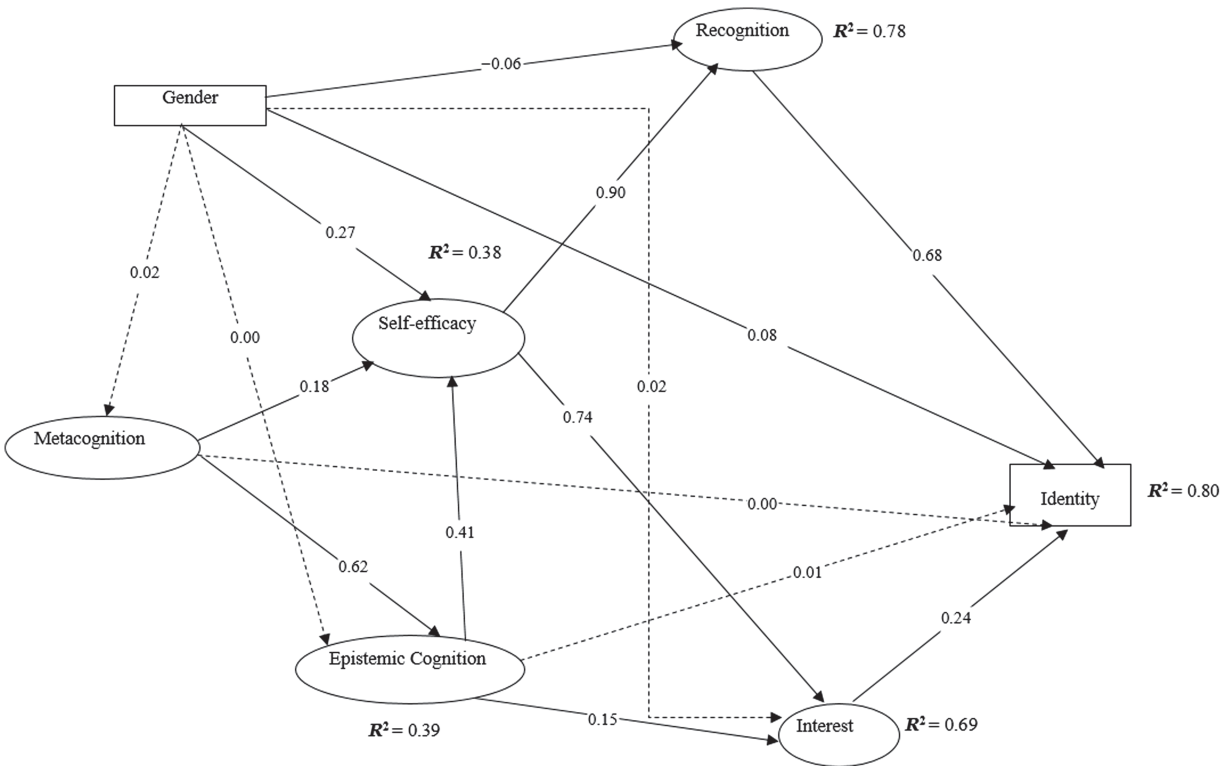 Recognition
R² = 0.78
−0.06
Gender
0.90
0.27
R² = 0.38
0.68
0.02
Self-efficacy
0.00
0.08
0.18
0.02
0.74
Metacognition
Identity
R² = 0.80
0.00
0.41
0.62
0.01
0.24
Epistemic Cognition
0.15
Interest
R² = 0.69
R² = 0.39